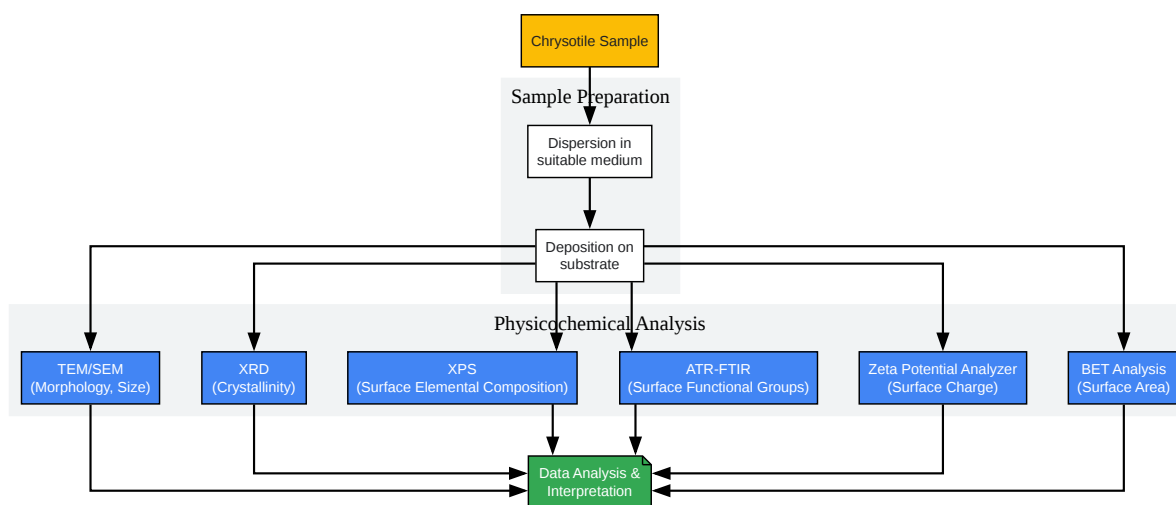 Chrysotile Sample
Sample Preparation
Dispersion in
suitable medium
Deposition on
substrate
Physicochemical Analysis
TEM/SEM
(Morphology, Size)
XRD
(Crystallinity)
XPS
(Surface Elemental Composition)
ATR-FTIR
(Surface Functional Groups)
Zeta Potential Analyzer
(Surface Charge)
BET Analysis
(Surface Area)
Data Analysis &
Interpretation